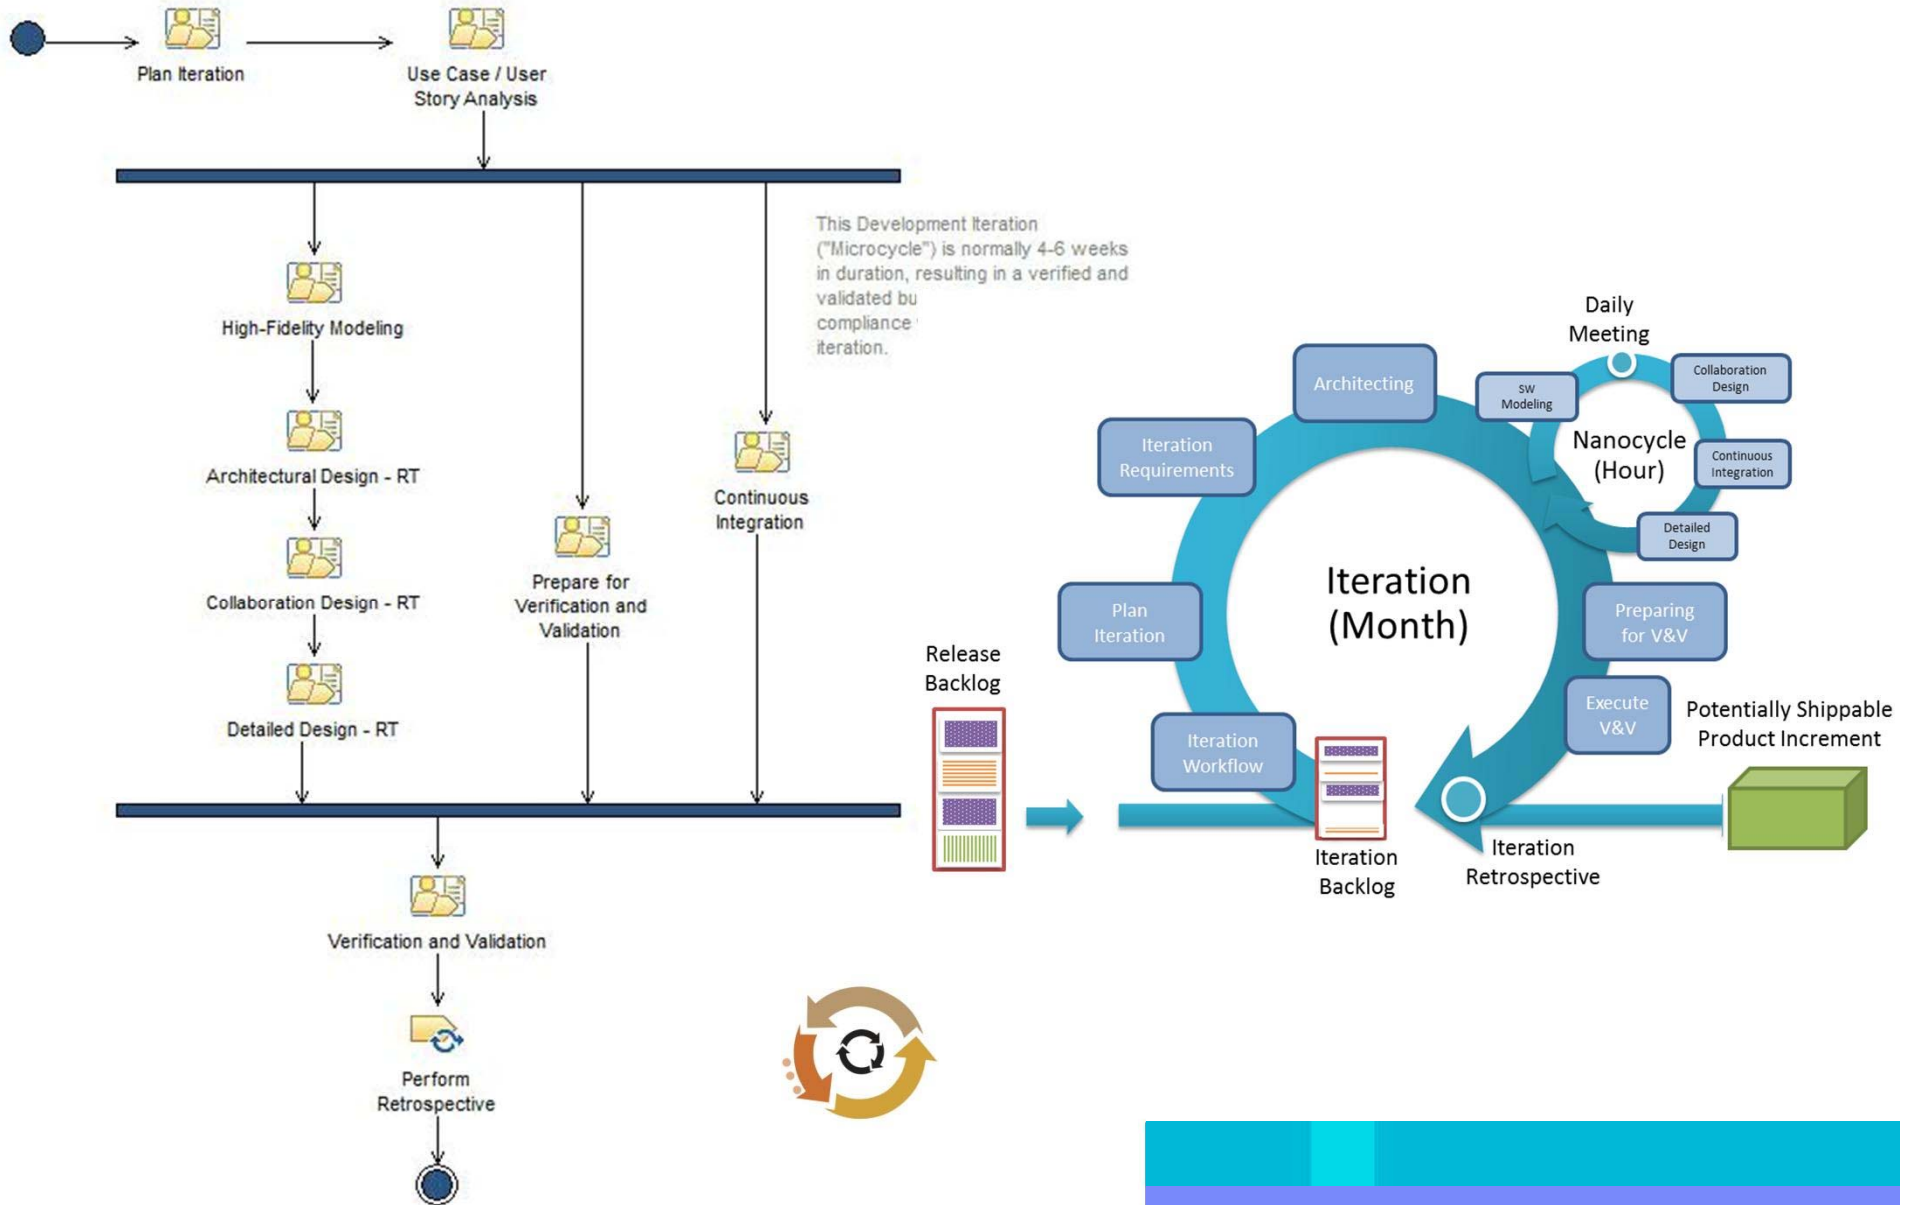 Plan Iteration
Use Case / User
Story Analysis
This Development Iteration
("Microcycle") is normally 4-6 weeks
in duration, resulting in a verified and
validated
compliance
iteration.
High-Fidelity Modeling
Architectural Design - RT
Collaboration Design - RT
Detailed Design - RT
Prepare for
Verification and
Validation
Continuous
Integration
Verification and Validation
Perform
Retrospective
Release
Backlog
Iteration
Workflow
Plan
Iteration
Iteration
Requirements
Architecting
Iteration
(Month)
Daily
Meeting
SW
Modeling
Collaboration
Design
Nanocycle
(Hour)
Continuous
Integration
Detailed
Design
Preparing
for V&V
Execute
V&V
Iteration
Backlog
Iteration
Retrospective
Potentially Shippable
Product Increment